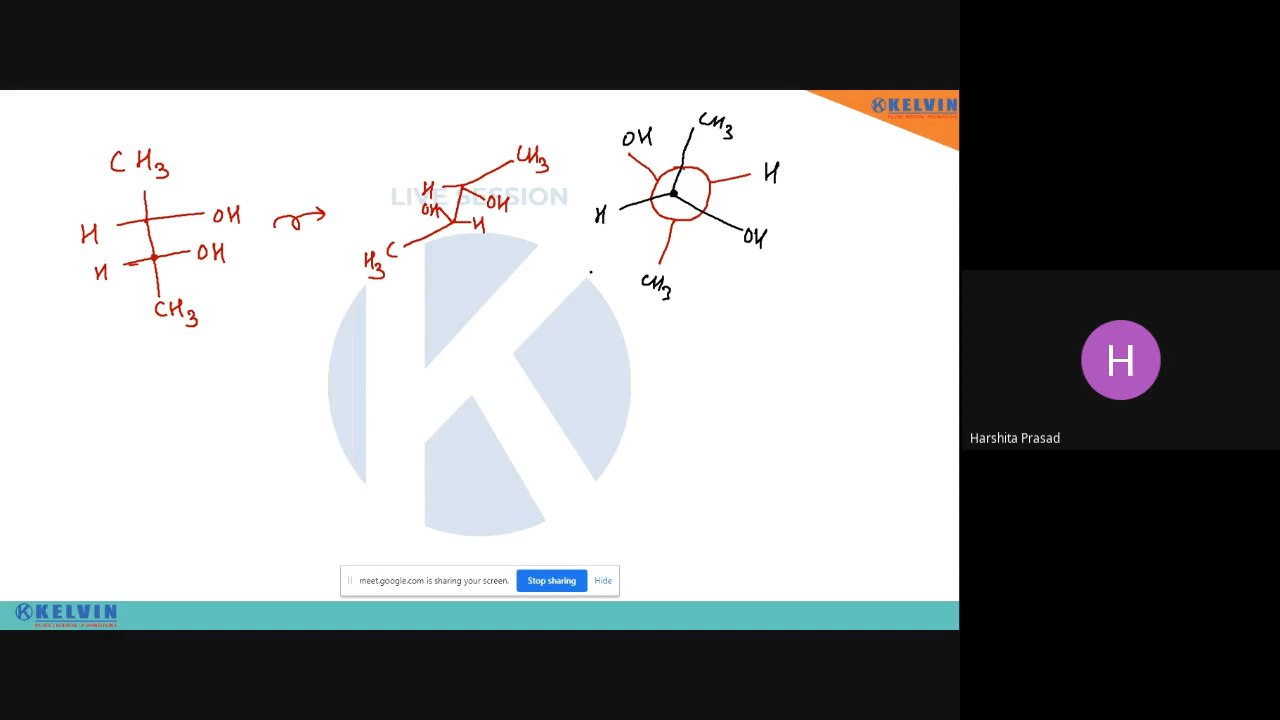 KELVIN
LIVE SESSION
CH3
H
OH
H
OH
CH3
CH3
H
OH
OH
H
H3C
CH3
OH
H
H
OH
CH3
H
Harshita Prasad
meet.google.com is sharing your screen.
Stop sharing
Hide
KELVIN